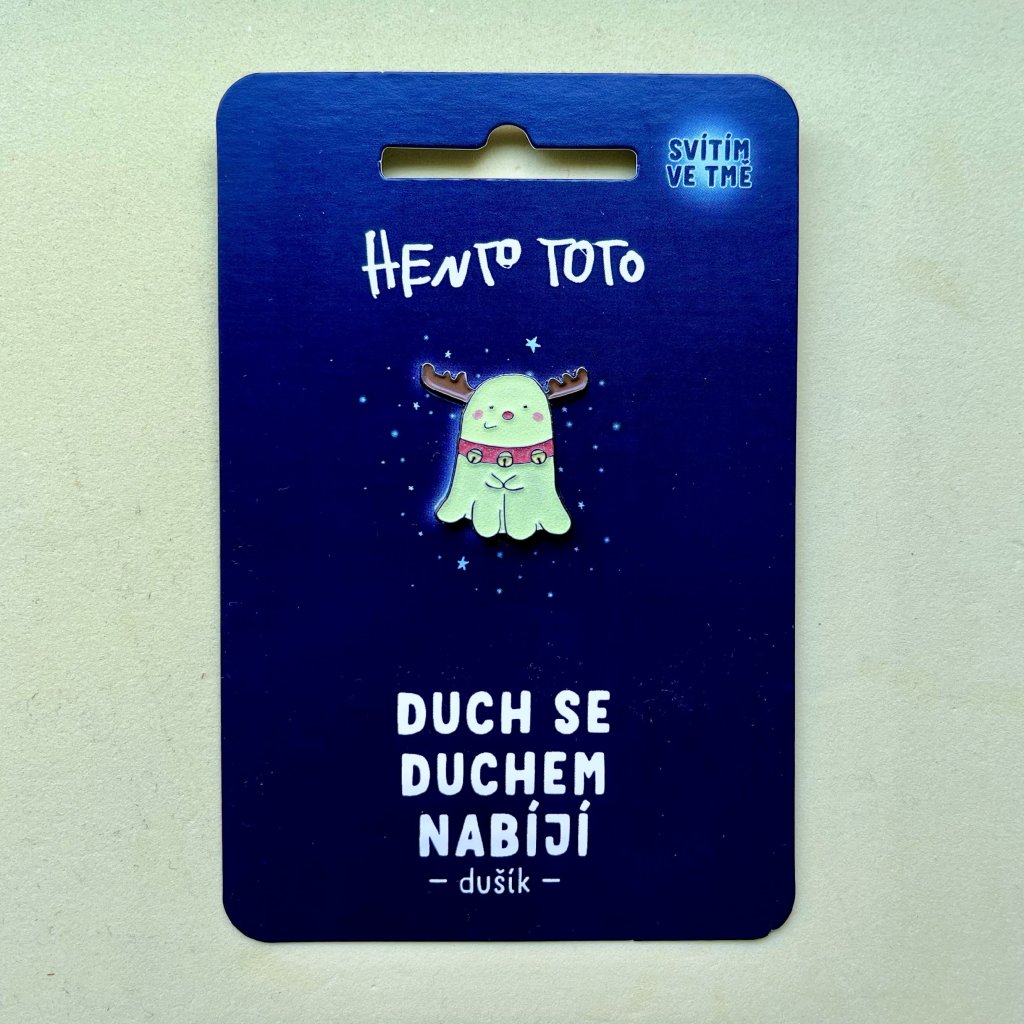 SVÍTÍM
VE TMĚ
HENTO TOTO
DUCH SE
DUCHEM
NABÍJÍ
– dušík –